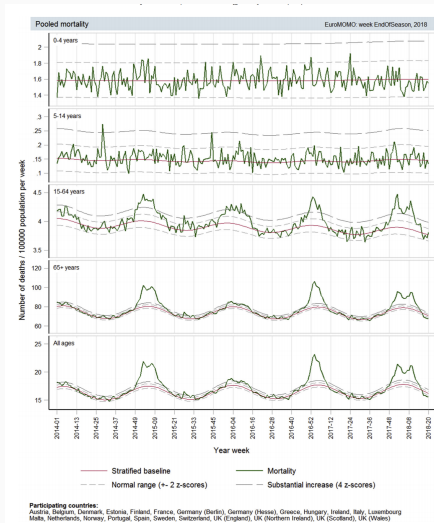 Pooled mortality
EuroMOMO: week EndOfSeason, 2018
Number of deaths / 100000 population per week
0-4 years
2
1.8
1.6
1.4
1.2
5-14 years
.3
.25
.2
.15
.1
15-64 years
4.5
4
3.5
65+ years
120
100
80
60
All ages
25
20
15
2014-01
2014-13
2014-25
2014-37
2014-49
2015-08
2015-20
2015-32
2015-45
2016-04
2016-16
2016-28
2016-40
2016-52
2017-12
2017-24
2017-36
2017-48
2018-08
2018-20
Year week
Stratified baseline
Mortality
Normal range (+- 2 z-scores)
Substantial increase (4 z-scores)
Participating countries:
Austria, Belgium, Denmark, Estonia, Finland, France, Germany (Berlin), Germany (Hesse), Greece, Hungary, Ireland, Italy, Luxembourg
Malta, Netherlands, Norway, Portugal, Spain, Sweden, Switzerland, UK (England), UK (Northern Ireland), UK (Scotland), UK (Wales)